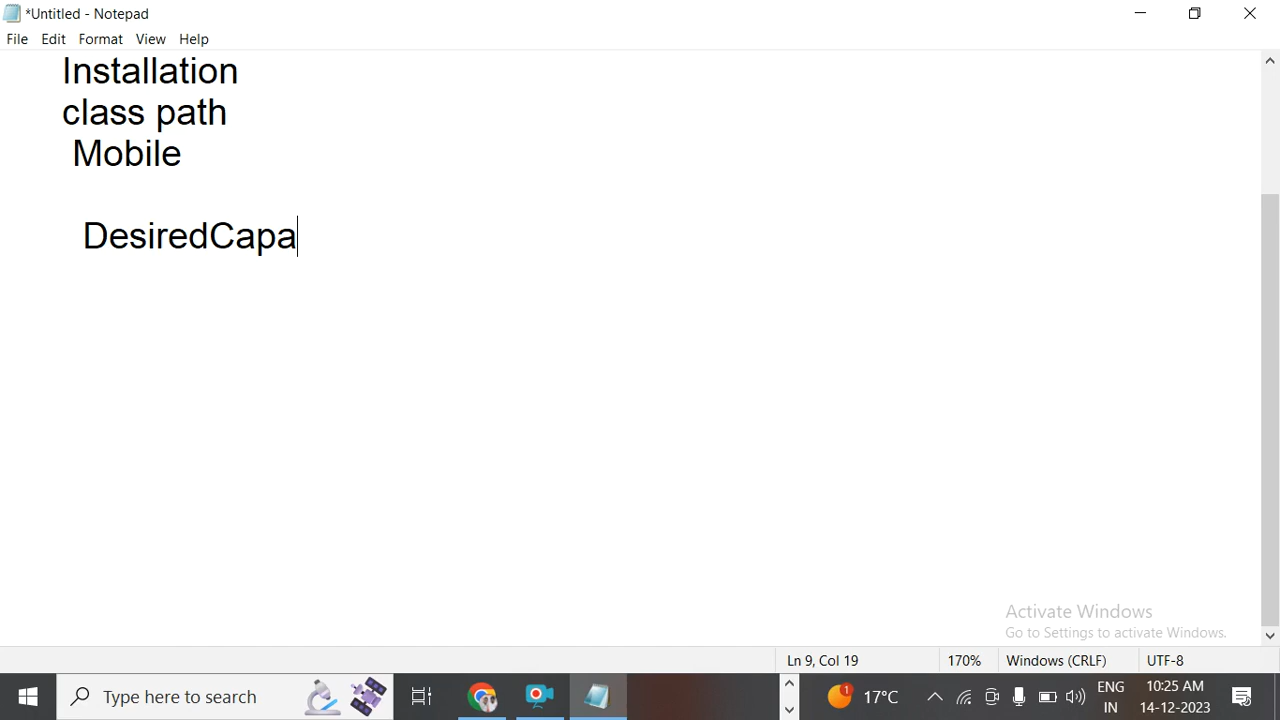 *Untitled - Notepad
File Edit Format View Help
Installation
class path
Mobile
DesiredCapa
Activate Windows
Go to Settings to activate Windows.
Ln 9, Col 19 170% Windows (CRLF) UTF-8
Type here to search 1 17°C ENG IN 10:25 AM 14-12-2023